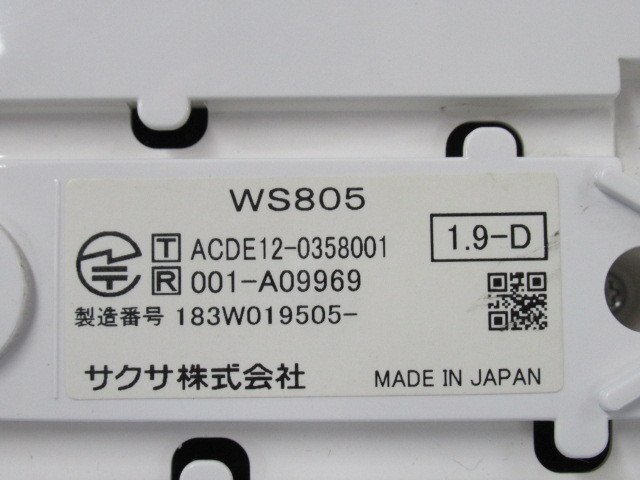 WS805
T ACDE12-0358001
1.9-D
R 001-A09969
製造番号 183W019505-
サクサ株式会社
MADE IN JAPAN